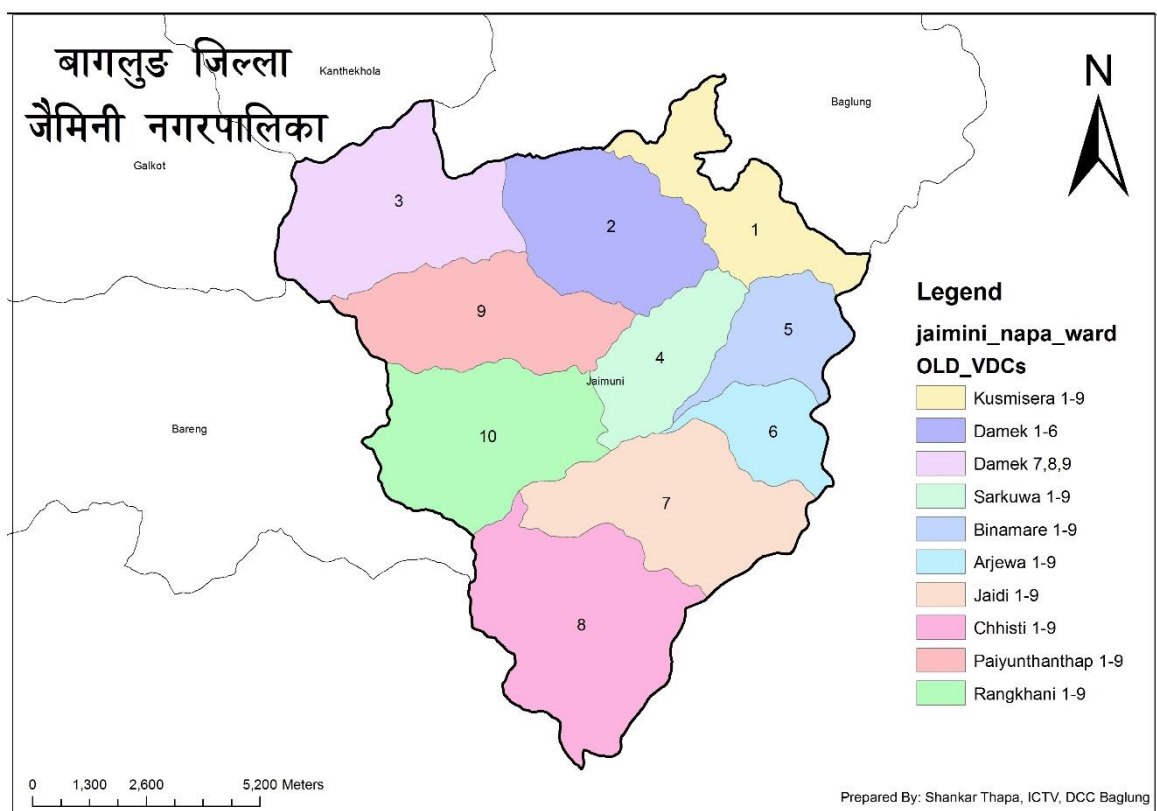 बागलुङ जिल्ला
जैमिनी नगरपालिका
Kanthekhola
Baglung
N
Galkot
3
2
1
9
5
4
Jaimuni
Bareng
10
6
7
8
Legend
jaimini_napa_ward
OLD_VDCs
Kusmisera 1-9
Damek 1-6
Damek 7,8,9
Sarkuwa 1-9
Binamare 1-9
Arjewa 1-9
Jaidi 1-9
Chhisti 1-9
Paiyunthanthap 1-9
Rangkhani 1-9
0 1,300 2,600 5,200 Meters
Prepared By: Shankar Thapa, ICTV, DCC Baglung